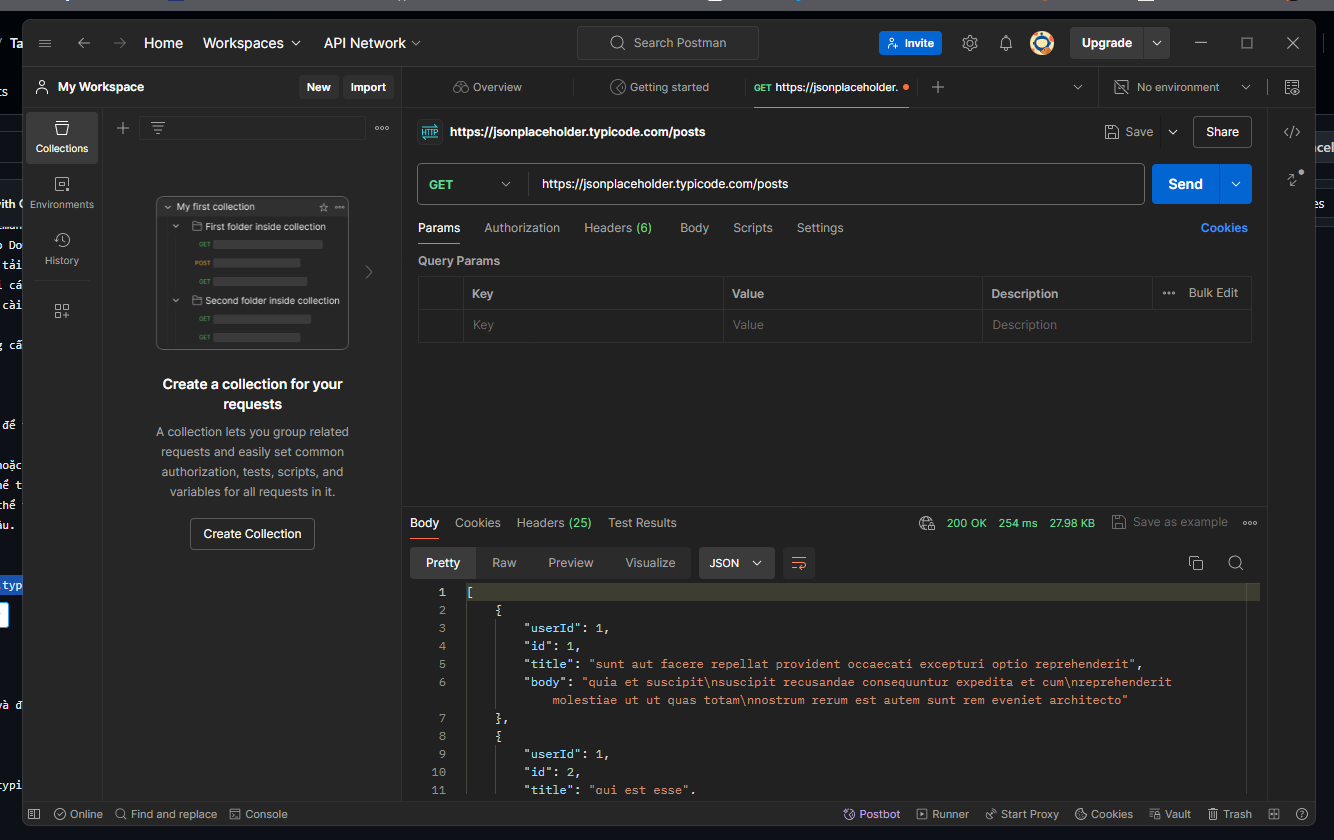 Home Workspaces API Network Search Postman Invite Upgrade
My Workspace New Import Overview Getting started GET https://jsonplaceholder. No environment
Collections
Environments
History
My first collection
First folder inside collection
GET
POST
GET
Second folder inside collection
GET
GET
Create a collection for your
requests
A collection lets you group related
requests and easily set common
authorization, tests, scripts, and
variables for all requests in it.
Create Collection
HTTP https://jsonplaceholder.typicode.com/posts Save Share
GET https://jsonplaceholder.typicode.com/posts Send
Params Authorization Headers (6) Body Scripts Settings Cookies
Query Params
Key Value Description Bulk Edit
Key Value Description
Body Cookies Headers (25) Test Results 200 OK 254 ms 27.98 KB Save as example
Pretty Raw Preview Visualize JSON
1 [
2 {
3 "userId": 1,
4 "id": 1,
5 "title": "sunt aut facere repellat provident occaecati excepturi optio reprehenderit",
6 "body": "quia et suscipit\nsuscipit recusandae consequuntur expedita et cum\nreprehenderit
molestiae ut ut quas totam\nnostrum rerum est autem sunt rem eveniet architecto"
7 },
8 {
9 "userId": 1,
10 "id": 2,
11 "title": "qui est esse",
Online Find and replace Console Postbot Runner Start Proxy Cookies Vault Trash